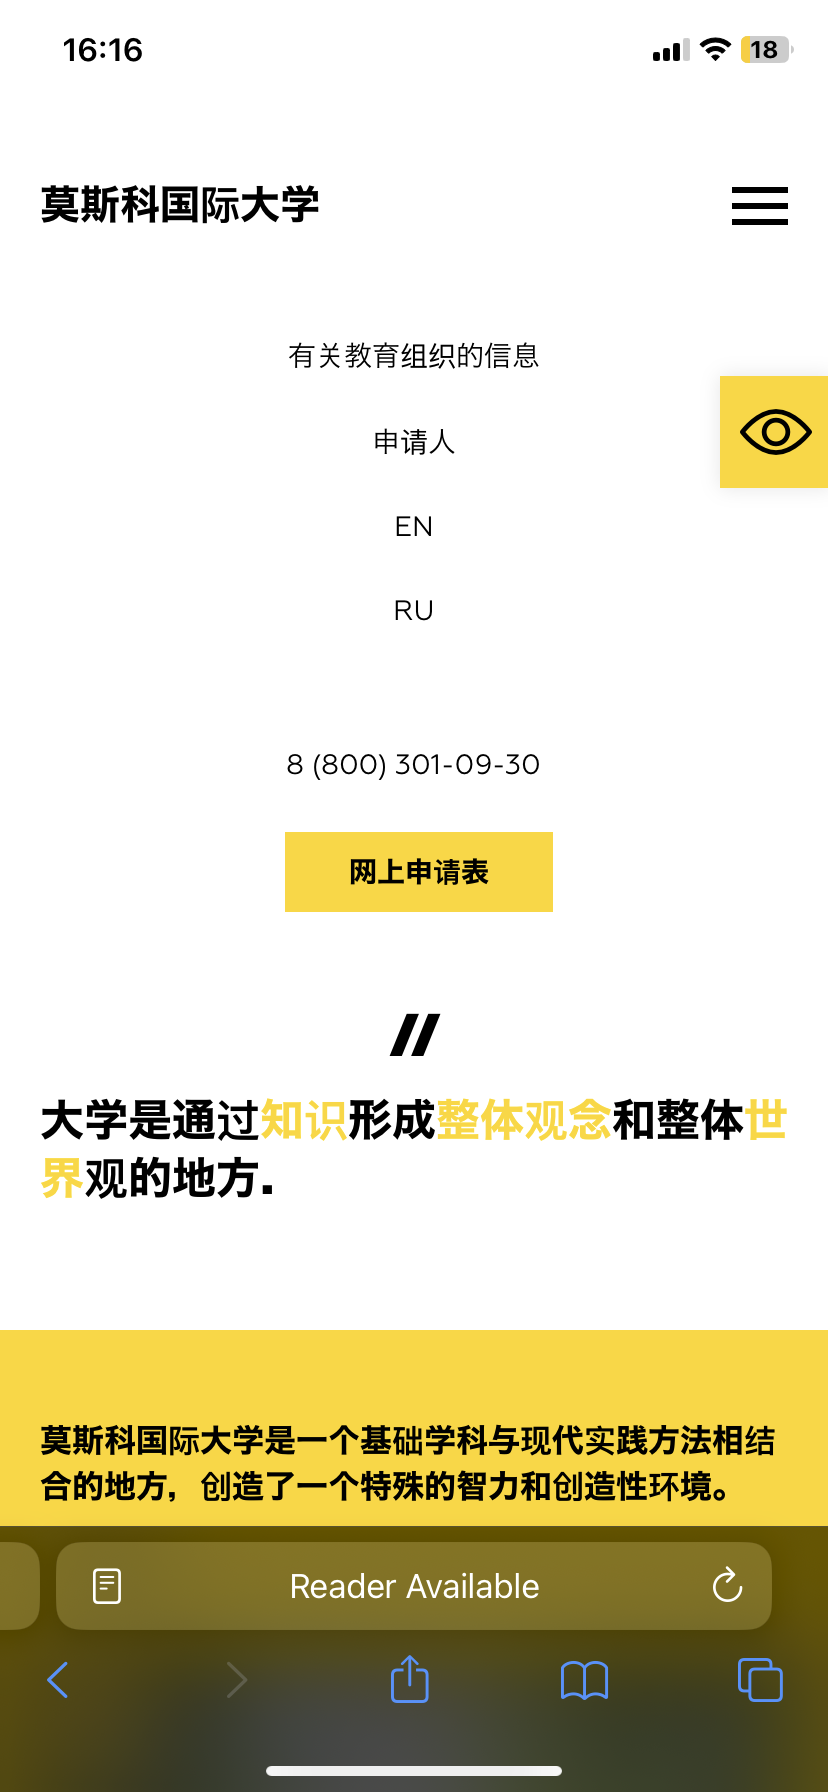 16:16
18
莫斯科国际大学
有关教育组织的信息
申请人
EN
RU
8 (800) 301-09-30
网上申请表
//
大学是通过知识形成整体观念和整体世
界观的地方.
莫斯科国际大学是一个基础学科与现代实践方法相结
合的地方，创造了一个特殊的智力和创造性环境。
Reader Available